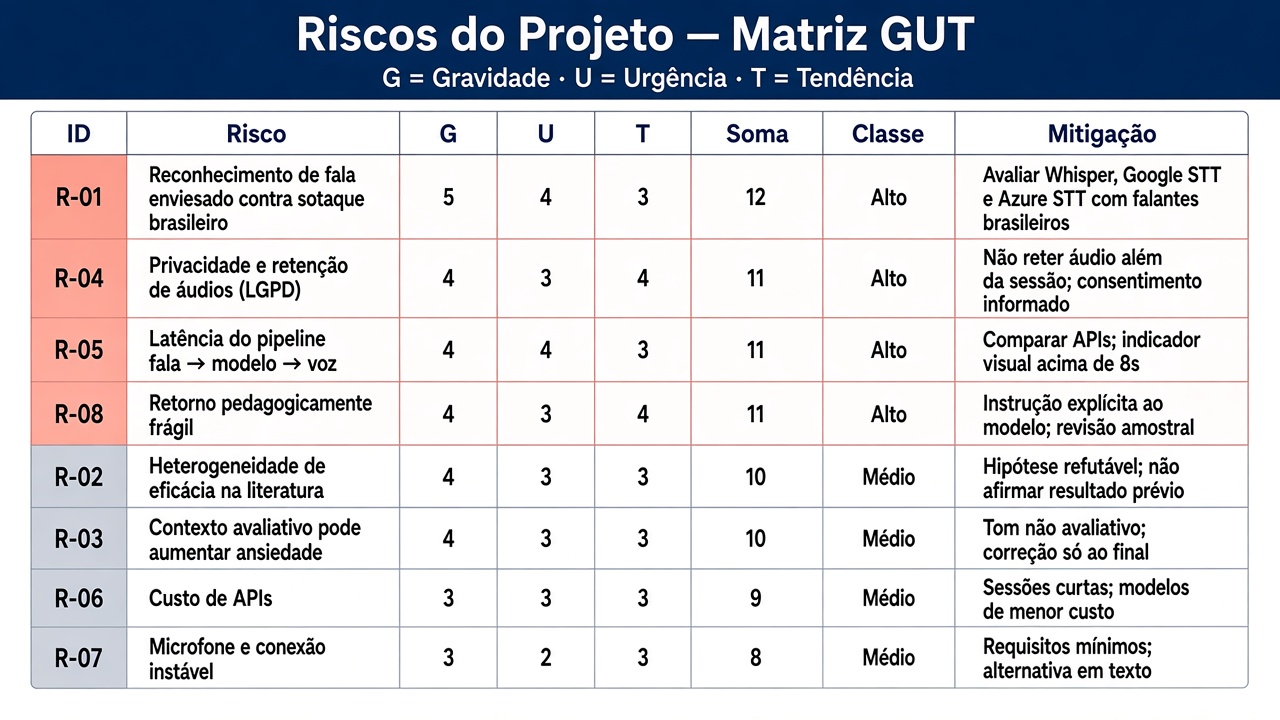 Riscos do Projeto — Matriz GUT
G = Gravidade · U = Urgência · T = Tendência
ID Risco G U T Soma Classe Mitigação
R-01
Reconhecimento de fala
enviesado contra sotaque
brasileiro
5 4 3 12 Alto
Avaliar Whisper, Google STT
e Azure STT com falantes
brasileiros
R-04
Privacidade e retenção
de áudios (LGPD)
4 3 4 11 Alto
Não reter áudio além
da sessão; consentimento
informado
R-05
Latência do pipeline
fala → modelo → voz
4 4 3 11 Alto
Comparar APIs; indicador
visual acima de 8s
R-08
Retorno pedagogicamente
frágil
4 3 4 11 Alto
Instrução explícita ao
modelo; revisão amostral
R-02
Heterogeneidade de
eficácia na literatura
4 3 3 10 Médio
Hipótese refutável; não
afirmar resultado prévio
R-03
Contexto avaliativo pode
aumentar ansiedade
4 3 3 10 Médio
Tom não avaliativo;
correção só ao final
R-06
Custo de APIs
3 3 3 9 Médio
Sessões curtas; modelos
de menor custo
R-07
Microfone e conexão
instável
3 2 3 8 Médio
Requisitos mínimos;
alternativa em texto